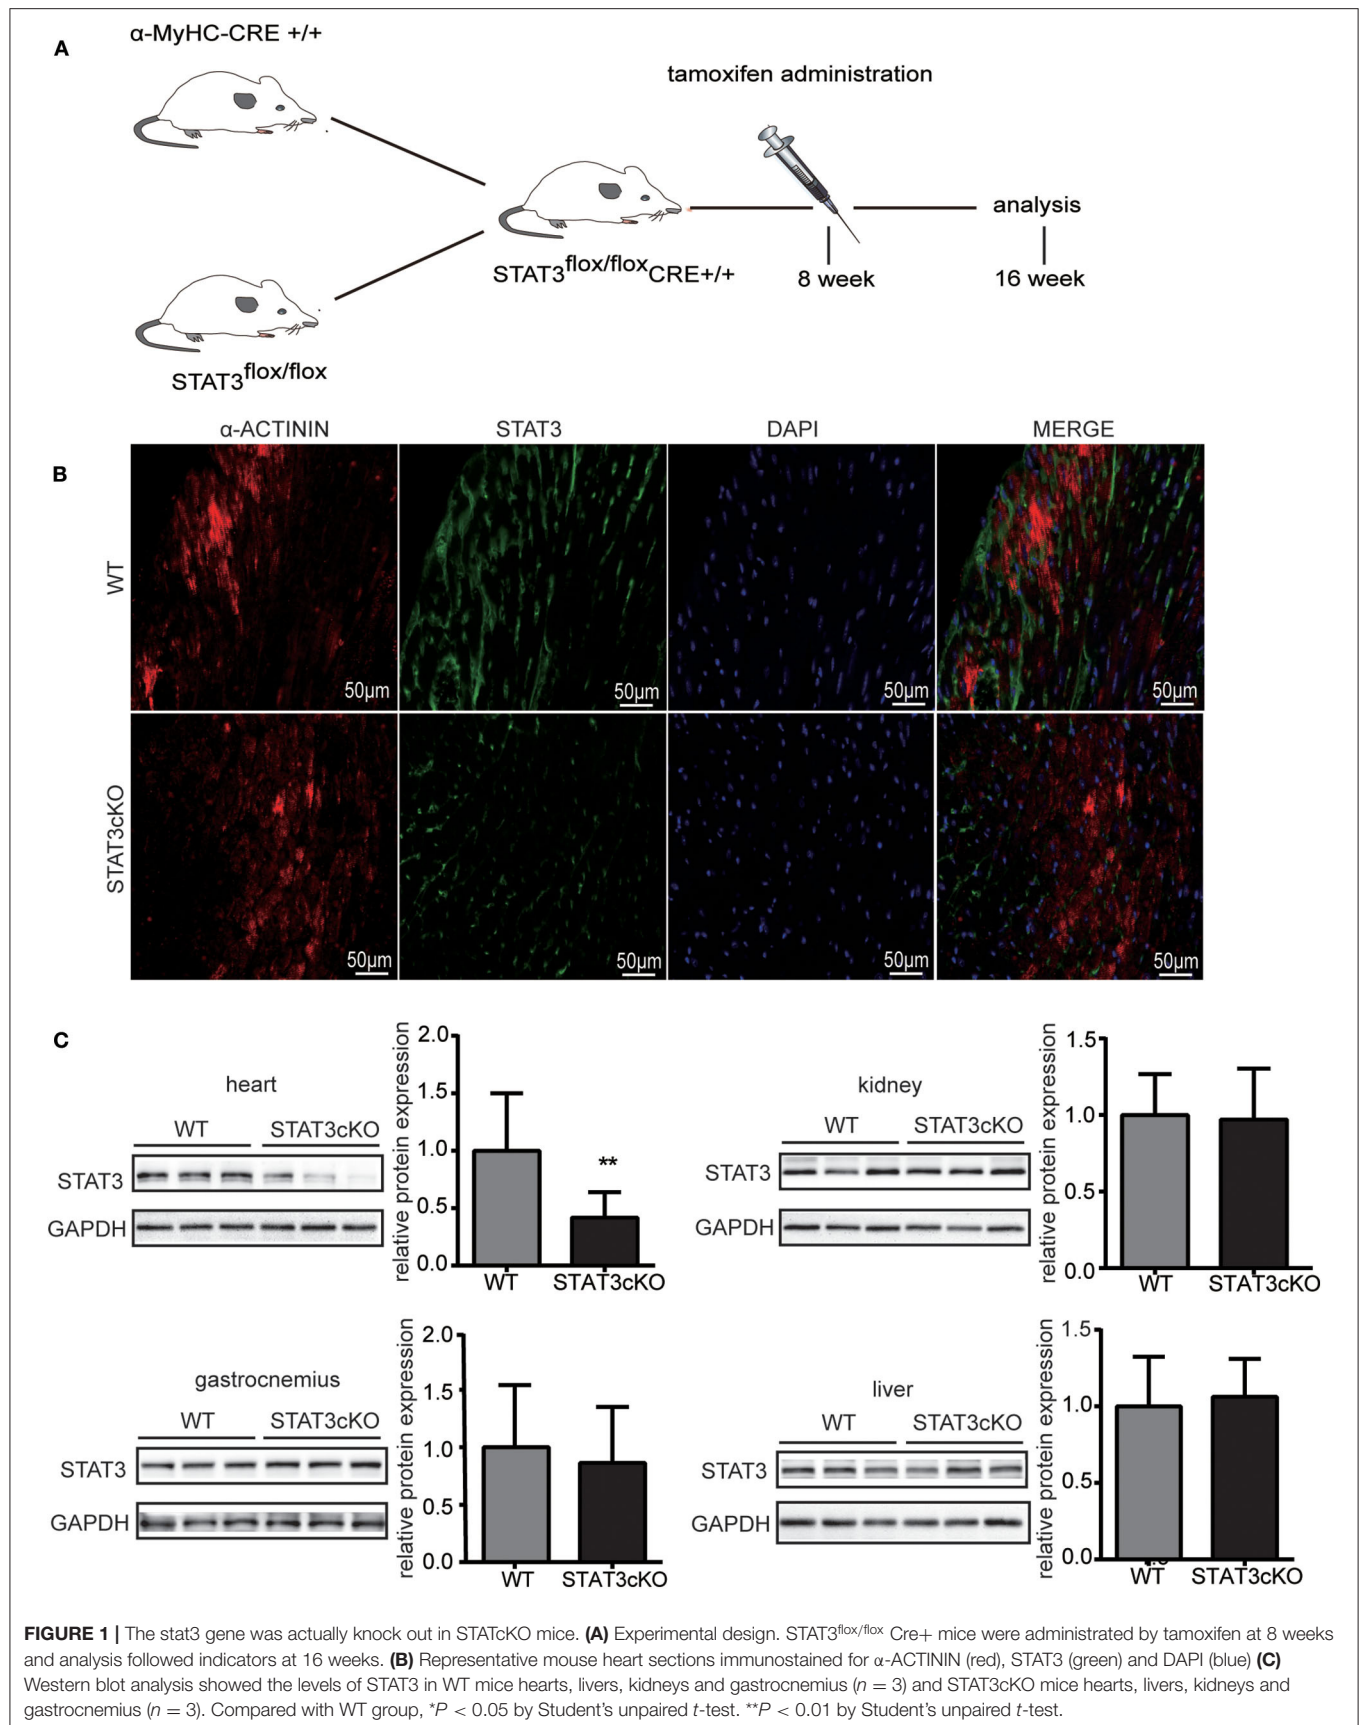 A
α-MyHC-CRE +/+
tamoxifen administration
analysis
STAT3flox/flox CRE+/+
8 week
16 week
STAT3flox/flox
α-ACTININ STAT3 DAPI MERGE
B
WT
50µm 50µm 50µm 50µm
STAT3cKO
50µm 50µm 50µm 50µm
C
heart
WT STAT3cKO
STAT3
GAPDH
relative protein expression
2.0
1.5
1.0
0.5
0.0
**
WT STAT3cKO
kidney
WT STAT3cKO
STAT3
GAPDH
relative protein expression
1.5
1.0
0.5
0.0
WT STAT3cKO
gastrocnemius
WT STAT3cKO
STAT3
GAPDH
relative protein expression
2.0
1.5
1.0
0.5
0.0
WT STAT3cKO
liver
WT STAT3cKO
STAT3
GAPDH
relative protein expression
1.5
1.0
0.5
0.0
WT STAT3cKO
FIGURE 1 | The stat3 gene was actually knock out in STATcKO mice. (A) Experimental design. STAT3flox/flox Cre+ mice were administrated by tamoxifen at 8 weeks
and analysis followed indicators at 16 weeks. (B) Representative mouse heart sections immunostained for α-ACTININ (red), STAT3 (green) and DAPI (blue) (C)
Western blot analysis showed the levels of STAT3 in WT mice hearts, livers, kidneys and gastrocnemius (n = 3) and STAT3cKO mice hearts, livers, kidneys and
gastrocnemius (n = 3). Compared with WT group, *P < 0.05 by Student's unpaired t-test. **P < 0.01 by Student's unpaired t-test.